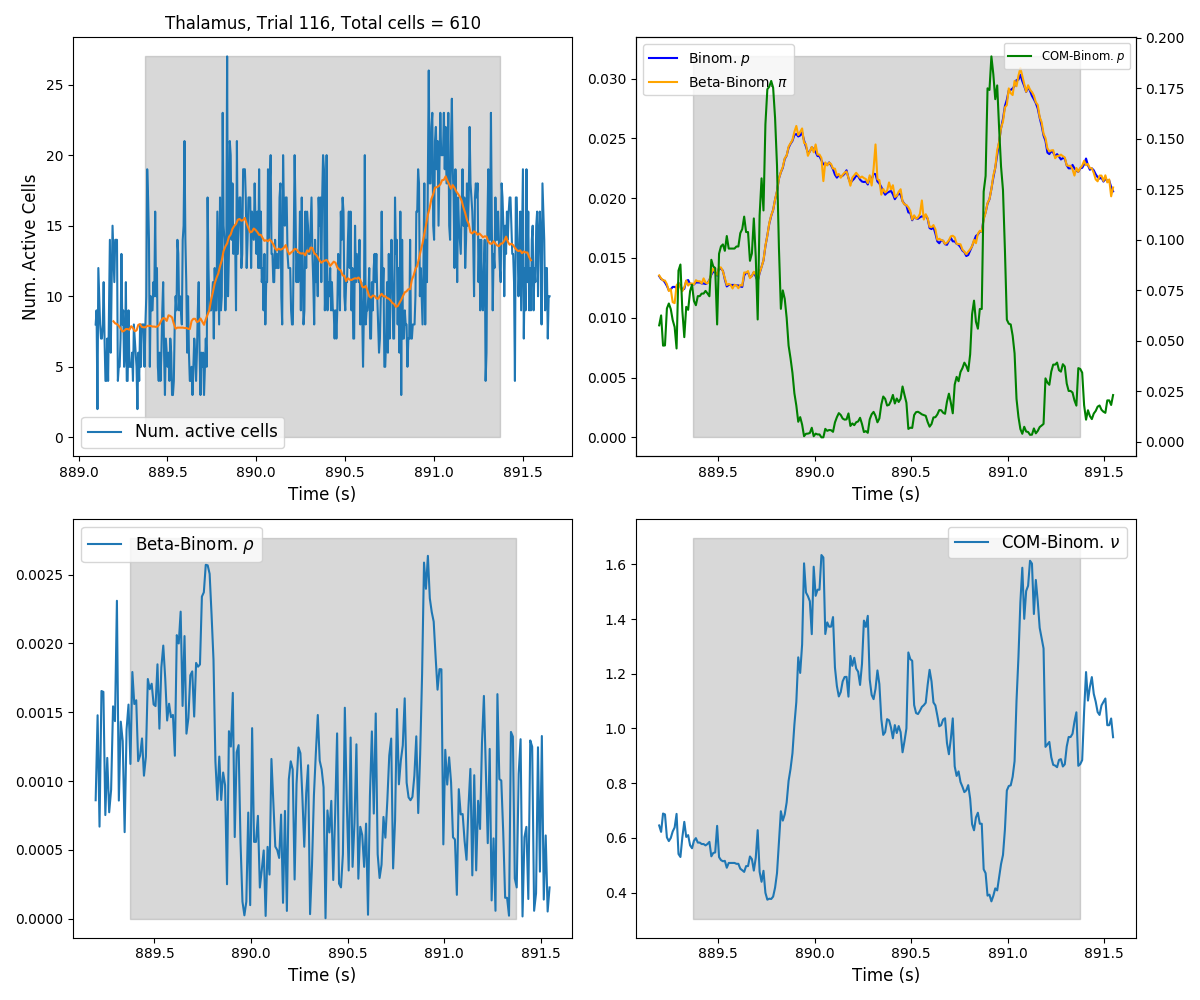 Thalamus, Trial 116, Total cells = 610
25
20
15
10
5
0
Num. Active Cells
Num. active cells
889.0 889.5 890.0 890.5 891.0 891.5
Time (s)
Binom. p
Beta-Binom. π
COM-Binom. p
0.030
0.025
0.020
0.015
0.010
0.005
0.000
0.200
0.175
0.150
0.125
0.100
0.075
0.050
0.025
0.000
889.5 890.0 890.5 891.0 891.5
Time (s)
Beta-Binom. ρ
0.0025
0.0020
0.0015
0.0010
0.0005
0.0000
889.5 890.0 890.5 891.0 891.5
Time (s)
COM-Binom. ν
1.6
1.4
1.2
1.0
0.8
0.6
0.4
889.5 890.0 890.5 891.0 891.5
Time (s)